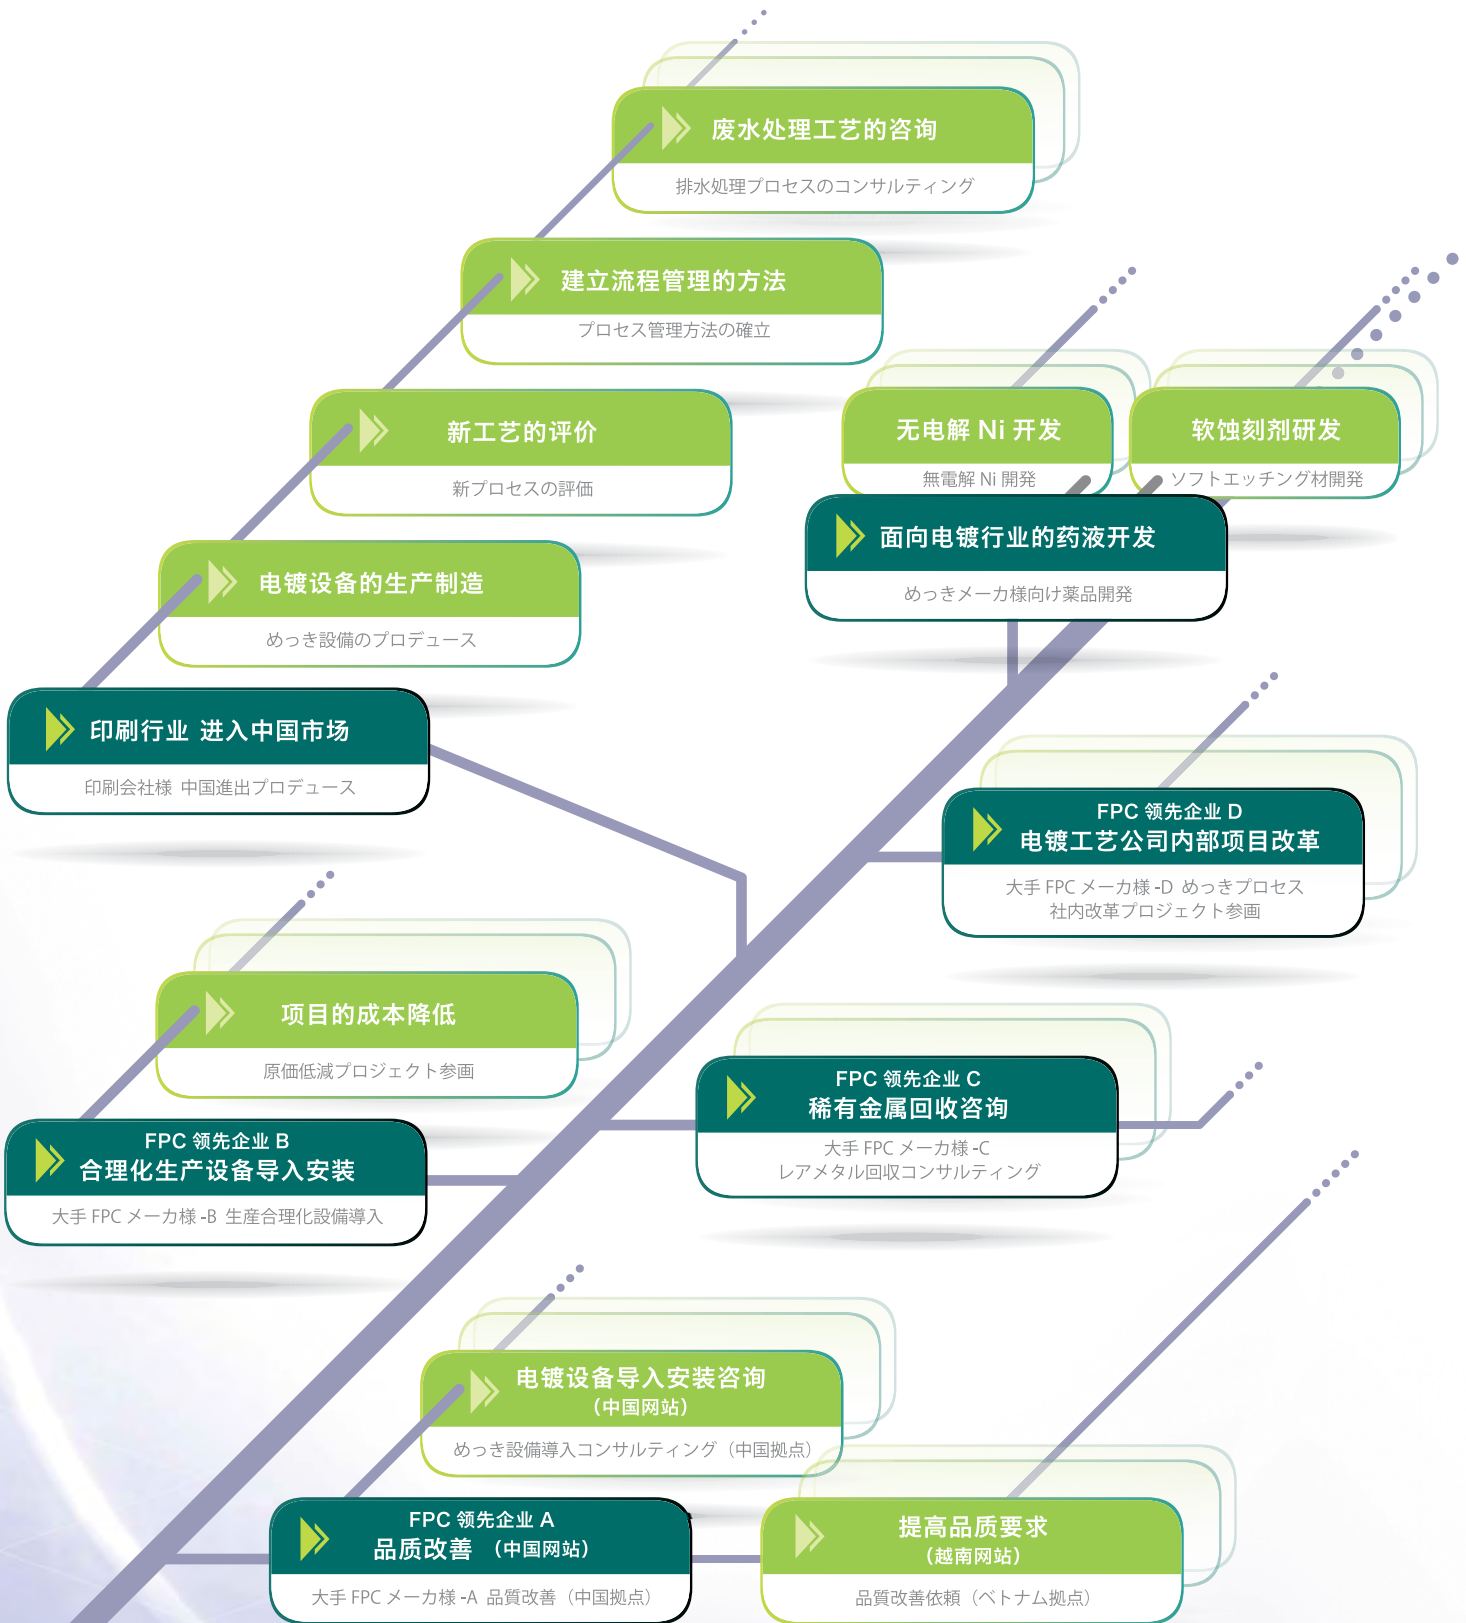 废水处理工艺的咨询
排水処理プロセスのコンサルティング
建立流程管理的方法
プロセス管理方法の確立
新工艺的评价
新プロセスの評価
无电解 Ni 开发
無電解 Ni 開発
软蚀刻剂研发
ソフトエッチング材開発
面向电镀行业的药液开发
めっきメーカ様向け薬品開発
电镀设备的生产制造
めっき設備のプロデュース
印刷行业 进入中国市场
印刷会社様 中国進出プロデュース
FPC 领先企业 D
电镀工艺公司内部项目改革
大手 FPC メーカ様 -D めっきプロセス
社内改革プロジェクト参画
项目的成本降低
原価低減プロジェクト参画
FPC 领先企业 C
稀有金属回收咨询
大手 FPC メーカ様 -C
レアメタル回収コンサルティング
FPC 领先企业 B
合理化生产设备导入安装
大手 FPC メーカ様 -B 生産合理化設備導入
电镀设备导入安装咨询
（中国网站）
めっき設備導入コンサルティング（中国拠点）
FPC 领先企业 A
品质改善 （中国网站）
大手 FPC メーカ様 -A 品質改善（中国拠点）
提高品质要求
（越南网站）
品質改善依頼（ベトナム拠点）